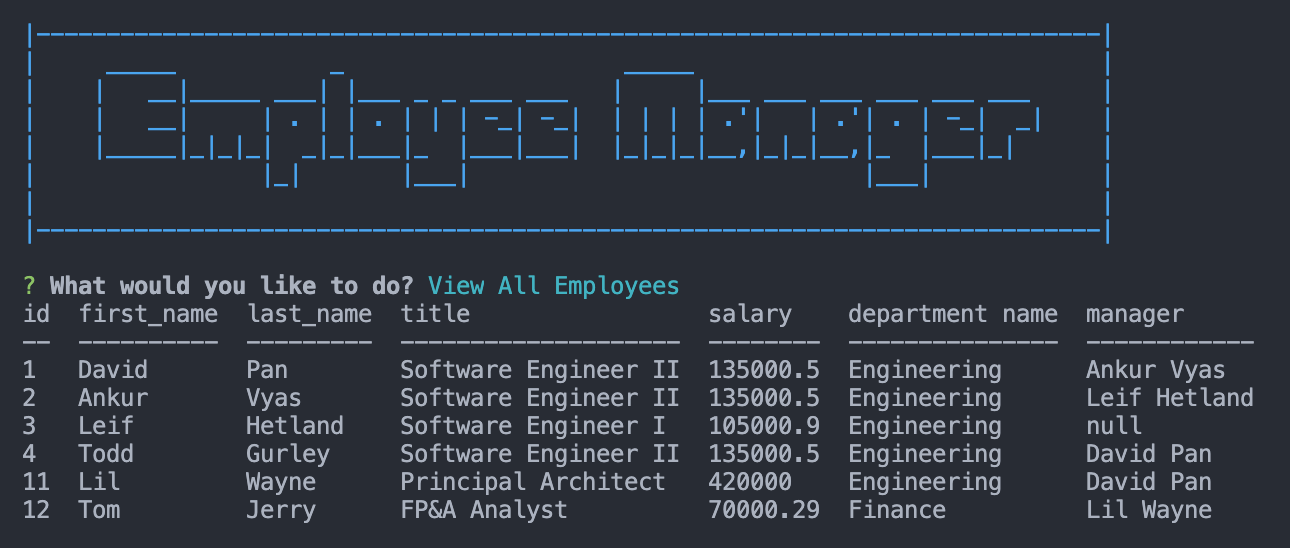 Employee Manager
? What would you like to do? View All Employees
id  first_name  last_name  title                 salary    department name  manager
--  ----------  ---------  --------------------  --------  ---------------  ------------
1   David       Pan        Software Engineer II  135000.5  Engineering      Ankur Vyas
2   Ankur       Vyas       Software Engineer II  135000.5  Engineering      Leif Hetland
3   Leif        Hetland    Software Engineer I   105000.9  Engineering      null
4   Todd        Gurley     Software Engineer II  135000.5  Engineering      David Pan
11  Lil         Wayne      Principal Architect   420000    Engineering      David Pan
12  Tom         Jerry      FP&A Analyst          70000.29  Finance          Lil Wayne